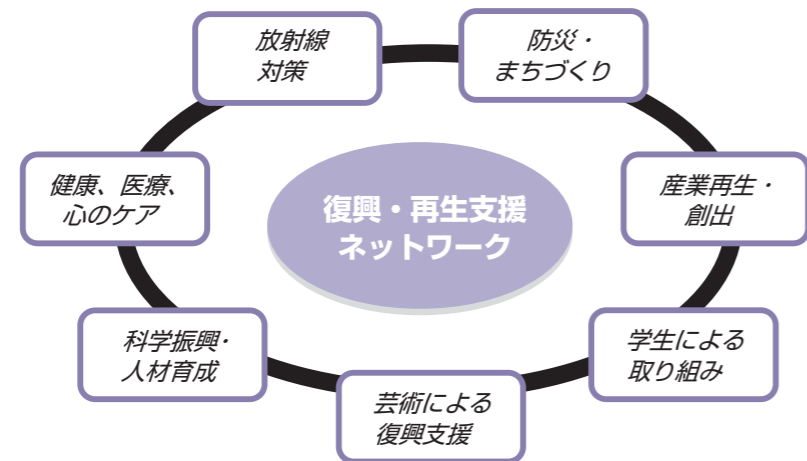 放射線
対策
防災・
まちづくり
健康、医療、
心のケア
復興・再生支援
ネットワーク
産業再生・
創出
科学振興・
人材育成
学生による
取り組み
芸術による
復興支援